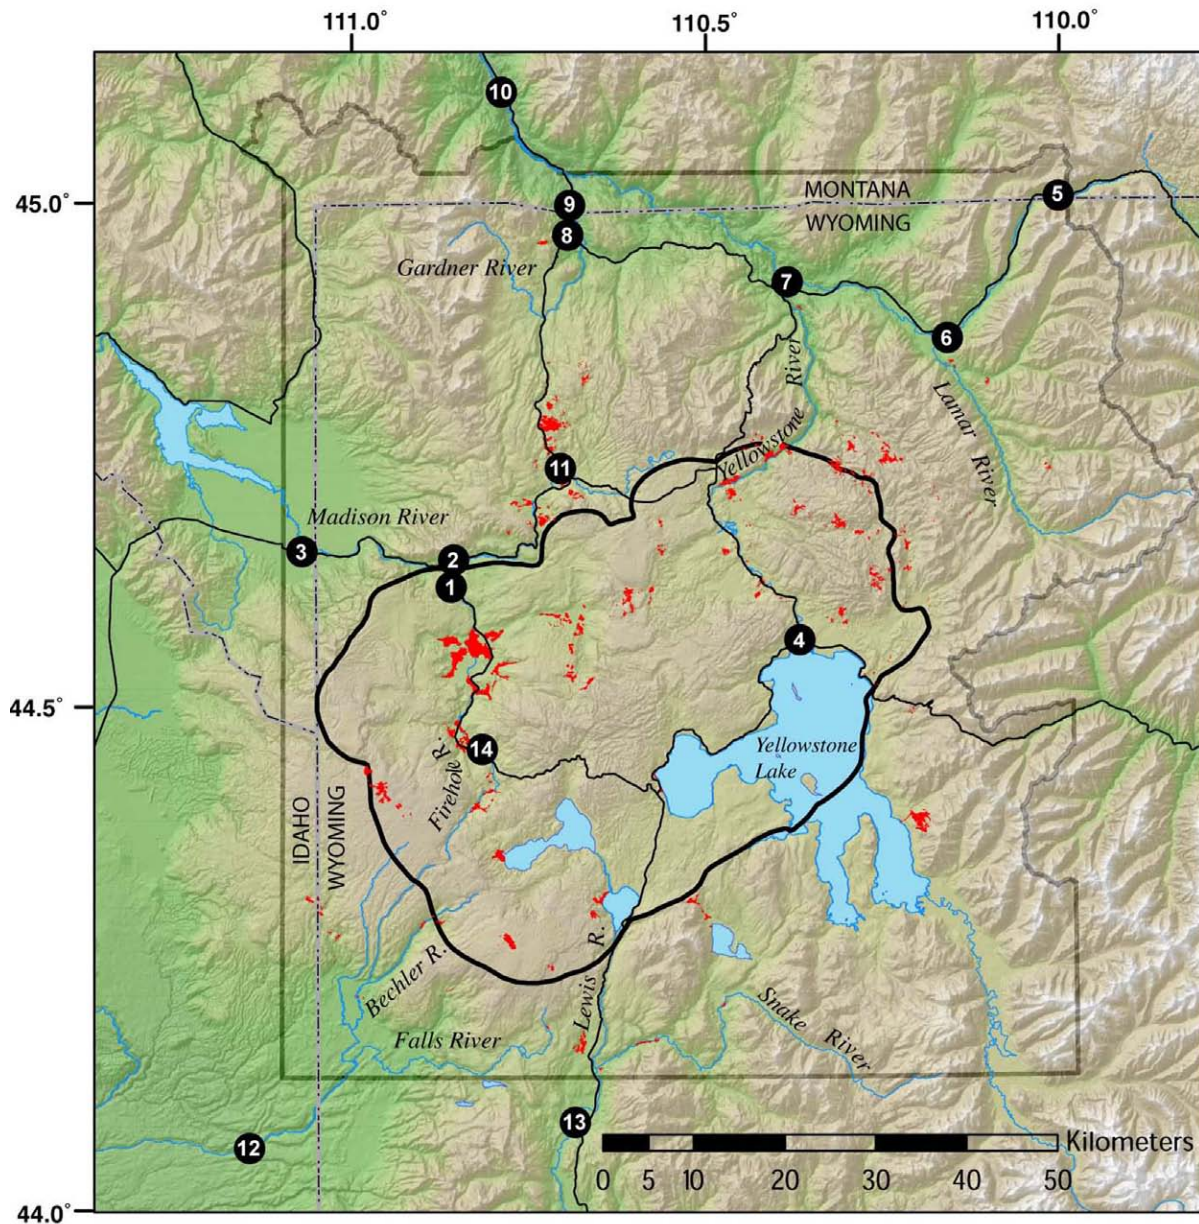 111.0° 110.5° 110.0°
10
45.0°
MONTANA
WYOMING
5
9
8
Gardner River
7
6
Yellowstone River
Lamar River
11
Madison River
3
2
1
4
44.5°
14
Yellowstone
Lake
Firehole R.
IDAHO
WYOMING
Bechler R.
Lewis R.
Snake River
Falls River
13
12
Kilometers
0 5 10 20 30 40 50
44.0°